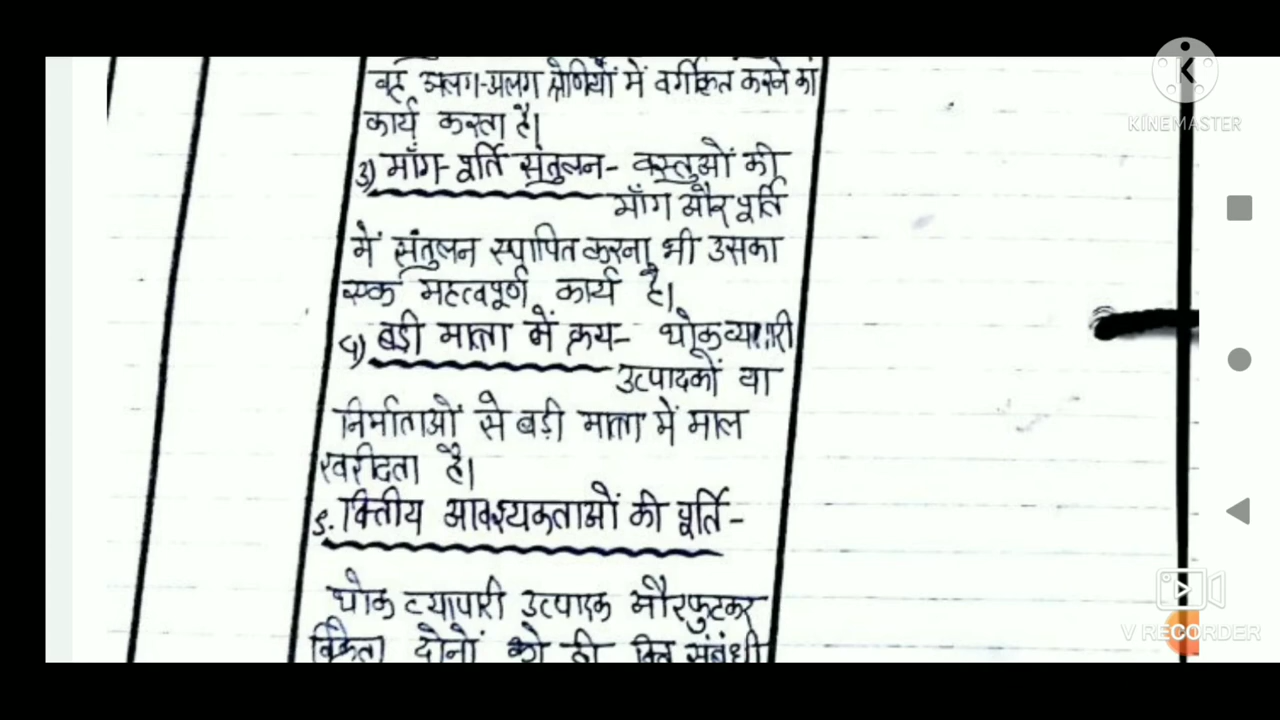 वह अलग-अलग श्रेणियों में वर्गीकृत करने का
कार्य करता है।
3) माँग-पूर्ति संतुलन- वस्तुओं की
माँग और पूर्ति
में संतुलन स्थापित करना भी उसका
एक महत्वपूर्ण कार्य है।
4) बड़ी मात्रा में क्रय- थोक व्यापारी
उत्पादकों या
निर्माताओं से बड़ी मात्रा में माल
खरीदता है।
5. वित्तीय आवश्यकताओं की पूर्ति-
थोक व्यापारी उत्पादक और फुटकर
विक्रेता दोनों को ही वित्त संबंधी
KINEMASTER
V RECORDER